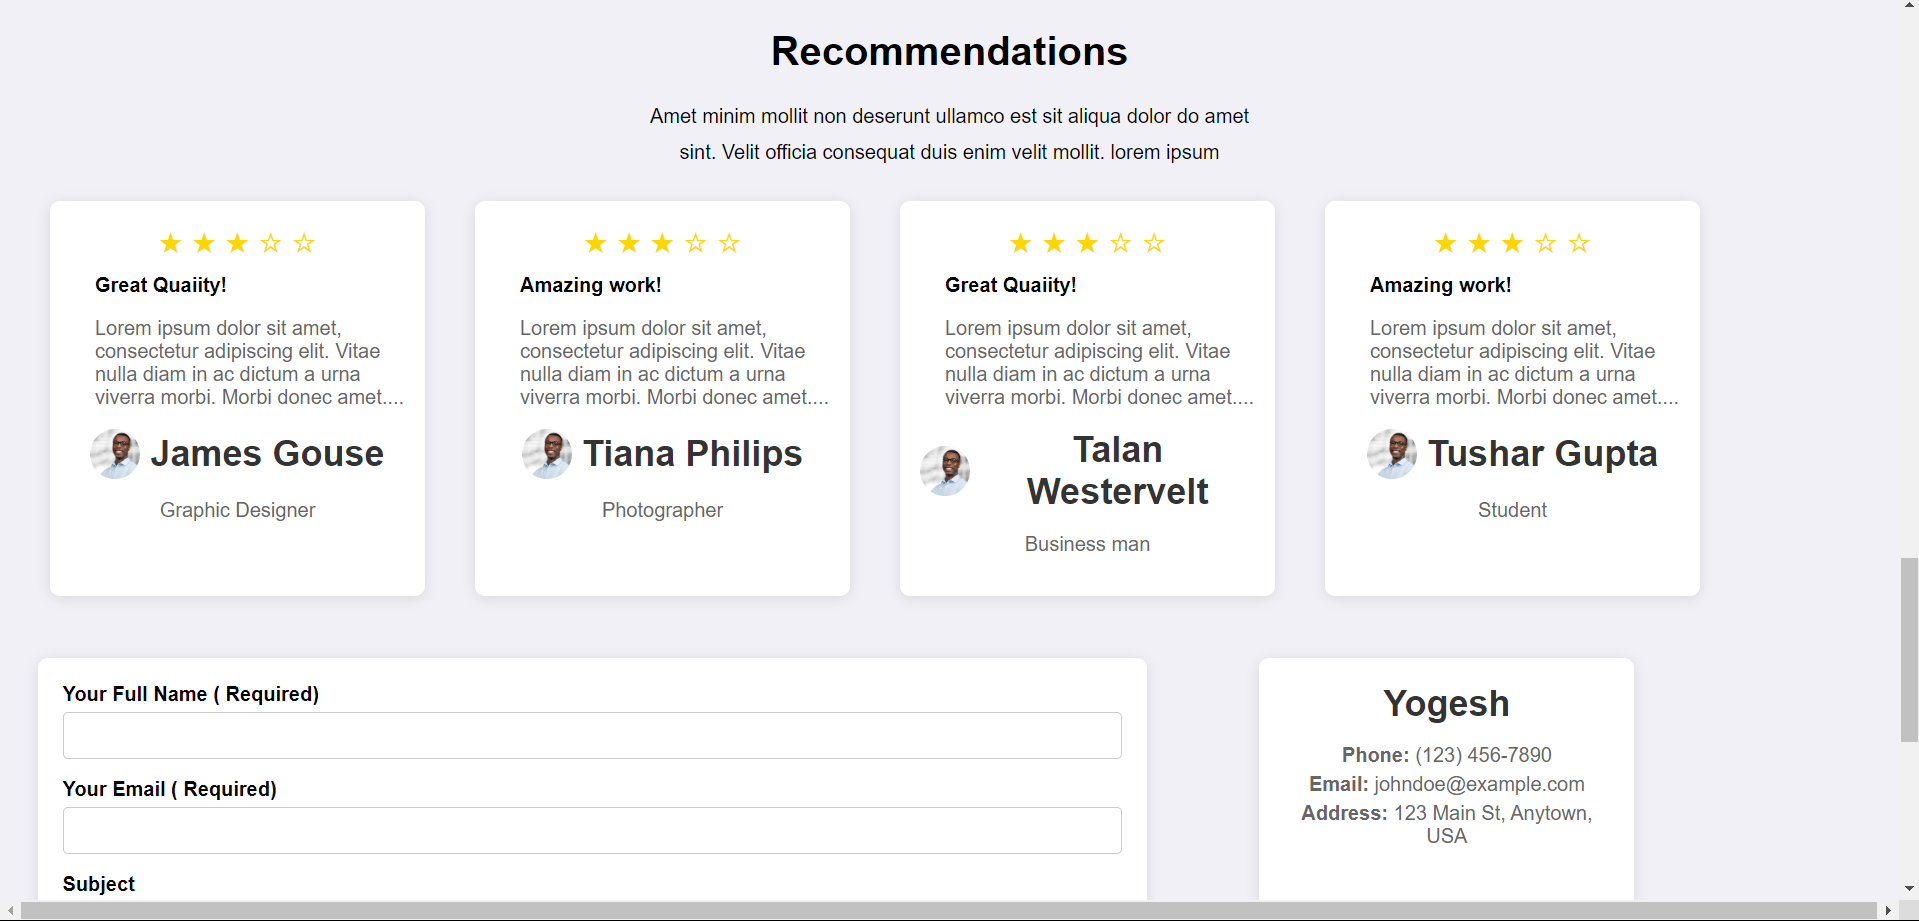 Recommendations
Amet minim mollit non deserunt ullamco est sit aliqua dolor do amet
sint. Velit officia consequat duis enim velit mollit. lorem ipsum
★ ★ ★ ☆ ☆
Great Quaiity!
Lorem ipsum dolor sit amet,
consectetur adipiscing elit. Vitae
nulla diam in ac dictum a urna
viverra morbi. Morbi donec amet....
James Gouse
Graphic Designer
★ ★ ★ ☆ ☆
Amazing work!
Lorem ipsum dolor sit amet,
consectetur adipiscing elit. Vitae
nulla diam in ac dictum a urna
viverra morbi. Morbi donec amet....
Tiana Philips
Photographer
★ ★ ★ ☆ ☆
Great Quaiity!
Lorem ipsum dolor sit amet,
consectetur adipiscing elit. Vitae
nulla diam in ac dictum a urna
viverra morbi. Morbi donec amet....
Talan
Westervelt
Business man
★ ★ ★ ☆ ☆
Amazing work!
Lorem ipsum dolor sit amet,
consectetur adipiscing elit. Vitae
nulla diam in ac dictum a urna
viverra morbi. Morbi donec amet....
Tushar Gupta
Student
Your Full Name ( Required)
Your Email ( Required)
Subject
Yogesh
Phone: (123) 456-7890
Email: johndoe@example.com
Address: 123 Main St, Anytown,
USA